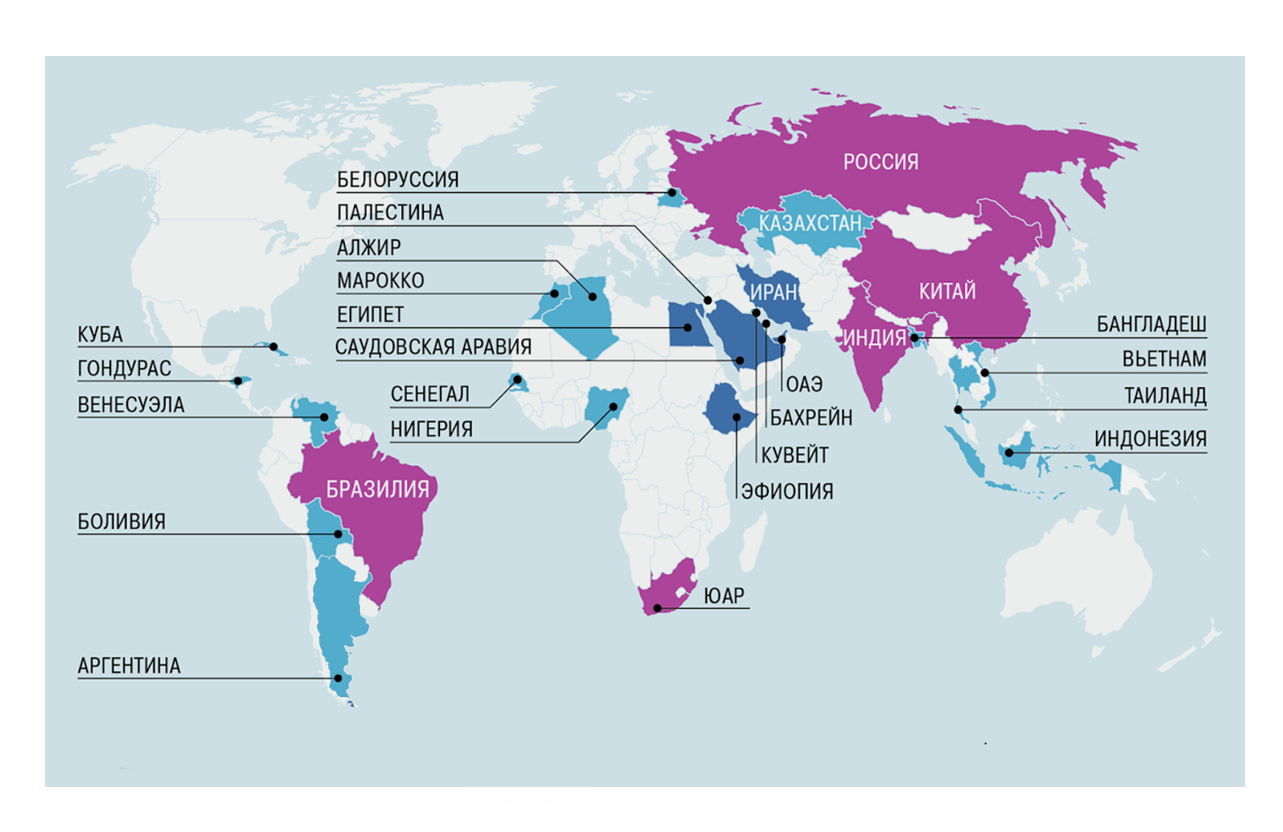 РОССИЯ
БЕЛОРУССИЯ
ПАЛЕСТИНА
КАЗАХСТАН
АЛЖИР
МАРОККО
ИРАН
КИТАЙ
ЕГИПЕТ
БАНГЛАДЕШ
КУБА
ИНДИЯ
САУДОВСКАЯ АРАВИЯ
ВЬЕТНАМ
ГОНДУРАС
ОАЭ
СЕНЕГАЛ
ТАИЛАНД
ВЕНЕСУЭЛА
БАХРЕЙН
НИГЕРИЯ
ИНДОНЕЗИЯ
КУВЕЙТ
БРАЗИЛИЯ
ЭФИОПИЯ
БОЛИВИЯ
ЮАР
АРГЕНТИНА